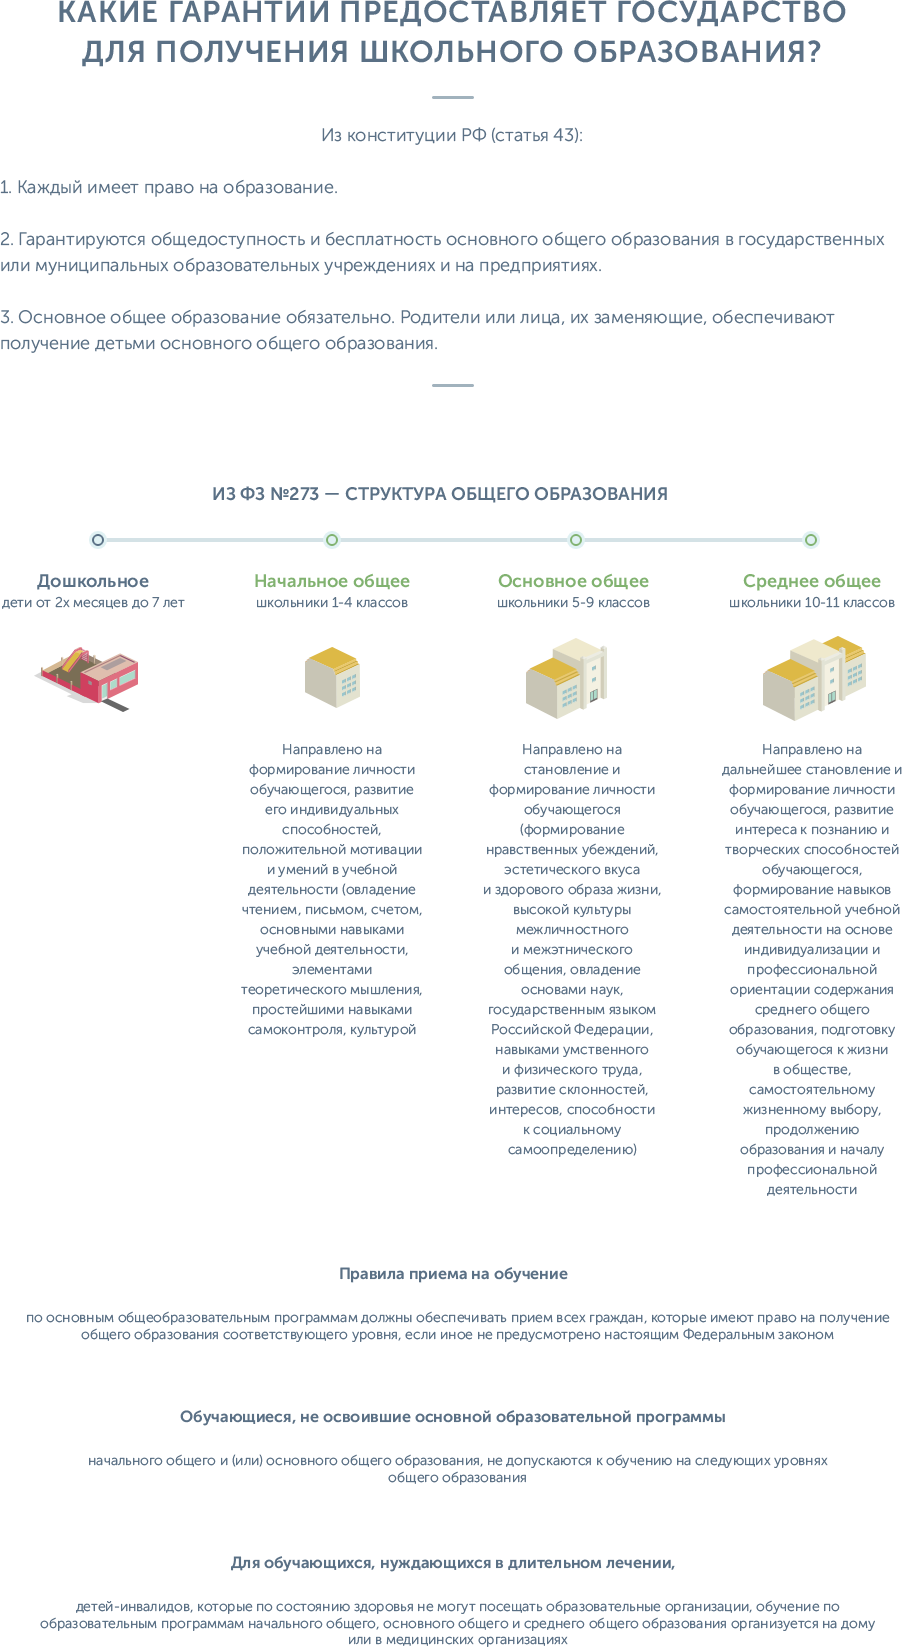 КАКИЕ ГАРАНТИИ ПРЕДОСТАВЛЯЕТ ГОСУДАРСТВО
ДЛЯ ПОЛУЧЕНИЯ ШКОЛЬНОГО ОБРАЗОВАНИЯ?
Из конституции РФ (статья 43):
1. Каждый имеет право на образование.
2. Гарантируются общедоступность и бесплатность основного общего образования в государственных
или муниципальных образовательных учреждениях и на предприятиях.
3. Основное общее образование обязательно. Родители или лица, их заменяющие, обеспечивают
получение детьми основного общего образования.
ИЗ ФЗ №273 — СТРУКТУРА ОБЩЕГО ОБРАЗОВАНИЯ
Дошкольное
дети от 2х месяцев до 7 лет
Начальное общее
школьники 1-4 классов
Направлено на
формирование личности
обучающегося, развитие
его индивидуальных
способностей,
положительной мотивации
и умений в учебной
деятельности (овладение
чтением, письмом, счетом,
основными навыками
учебной деятельности,
элементами
теоретического мышления,
простейшими навыками
самоконтроля, культурой
Основное общее
школьники 5-9 классов
Направлено на
становление и
формирование личности
обучающегося
(формирование
нравственных убеждений,
эстетического вкуса
и здорового образа жизни,
высокой культуры
межличностного
и межэтнического
общения, овладение
основами наук,
государственным языком
Российской Федерации,
навыками умственного
и физического труда,
развитие склонностей,
интересов, способности
к социальному
самоопределению)
Среднее общее
школьники 10-11 классов
Направлено на
дальнейшее становление и
формирование личности
обучающегося, развитие
интереса к познанию и
творческих способностей
обучающегося,
формирование навыков
самостоятельной учебной
деятельности на основе
индивидуализации и
профессиональной
ориентации содержания
среднего общего
образования, подготовку
обучающегося к жизни
в обществе,
самостоятельному
жизненному выбору,
продолжению
образования и началу
профессиональной
деятельности
Правила приема на обучение
по основным общеобразовательным программам должны обеспечивать прием всех граждан, которые имеют право на получение
общего образования соответствующего уровня, если иное не предусмотрено настоящим Федеральным законом
Обучающиеся, не освоившие основной образовательной программы
начального общего и (или) основного общего образования, не допускаются к обучению на следующих уровнях
общего образования
Для обучающихся, нуждающихся в длительном лечении,
детей-инвалидов, которые по состоянию здоровья не могут посещать образовательные организации, обучение по
образовательным программам начального общего, основного общего и среднего общего образования организуется на дому
или в медицинских организациях